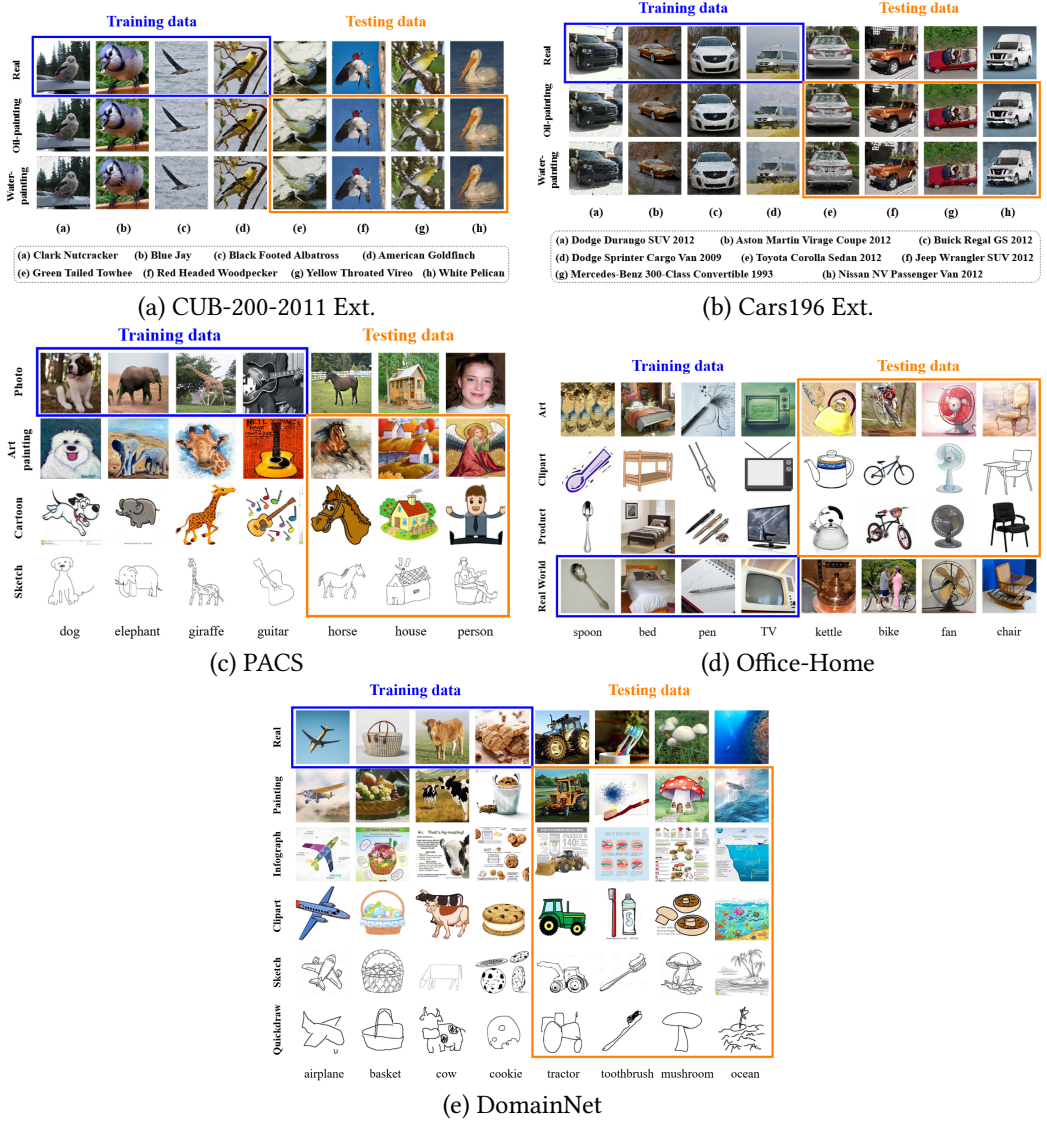 Training data
Testing data
Real
Oil-painting
Water-
painting
(a) (b) (c) (d) (e) (f) (g) (h)
(a) Clark Nutcracker (b) Blue Jay (c) Black Footed Albatross (d) American Goldfinch
(e) Green Tailed Towhee (f) Red Headed Woodpecker (g) Yellow Throated Vireo (h) White Pelican
(a) CUB-200-2011 Ext.
Training data
Testing data
Real
Oil-painting
Water-
painting
(a) (b) (c) (d) (e) (f) (g) (h)
(a) Dodge Durango SUV 2012 (b) Aston Martin Virage Coupe 2012 (c) Buick Regal GS 2012
(d) Dodge Sprinter Cargo Van 2009 (e) Toyota Corolla Sedan 2012 (f) Jeep Wrangler SUV 2012
(g) Mercedes-Benz 300-Class Convertible 1993 (h) Nissan NV Passenger Van 2012
(b) Cars196 Ext.
Training data
Testing data
Photo
Art
painting
Cartoon
Sketch
dog elephant giraffe guitar horse house person
(c) PACS
Training data
Testing data
Art
Clipart
Product
Real World
spoon bed pen TV kettle bike fan chair
(d) Office-Home
Training data
Testing data
Real
Painting
Infograph
Clipart
Sketch
Quickdraw
airplane basket cow cookie tractor toothbrush mushroom ocean
(e) DomainNet